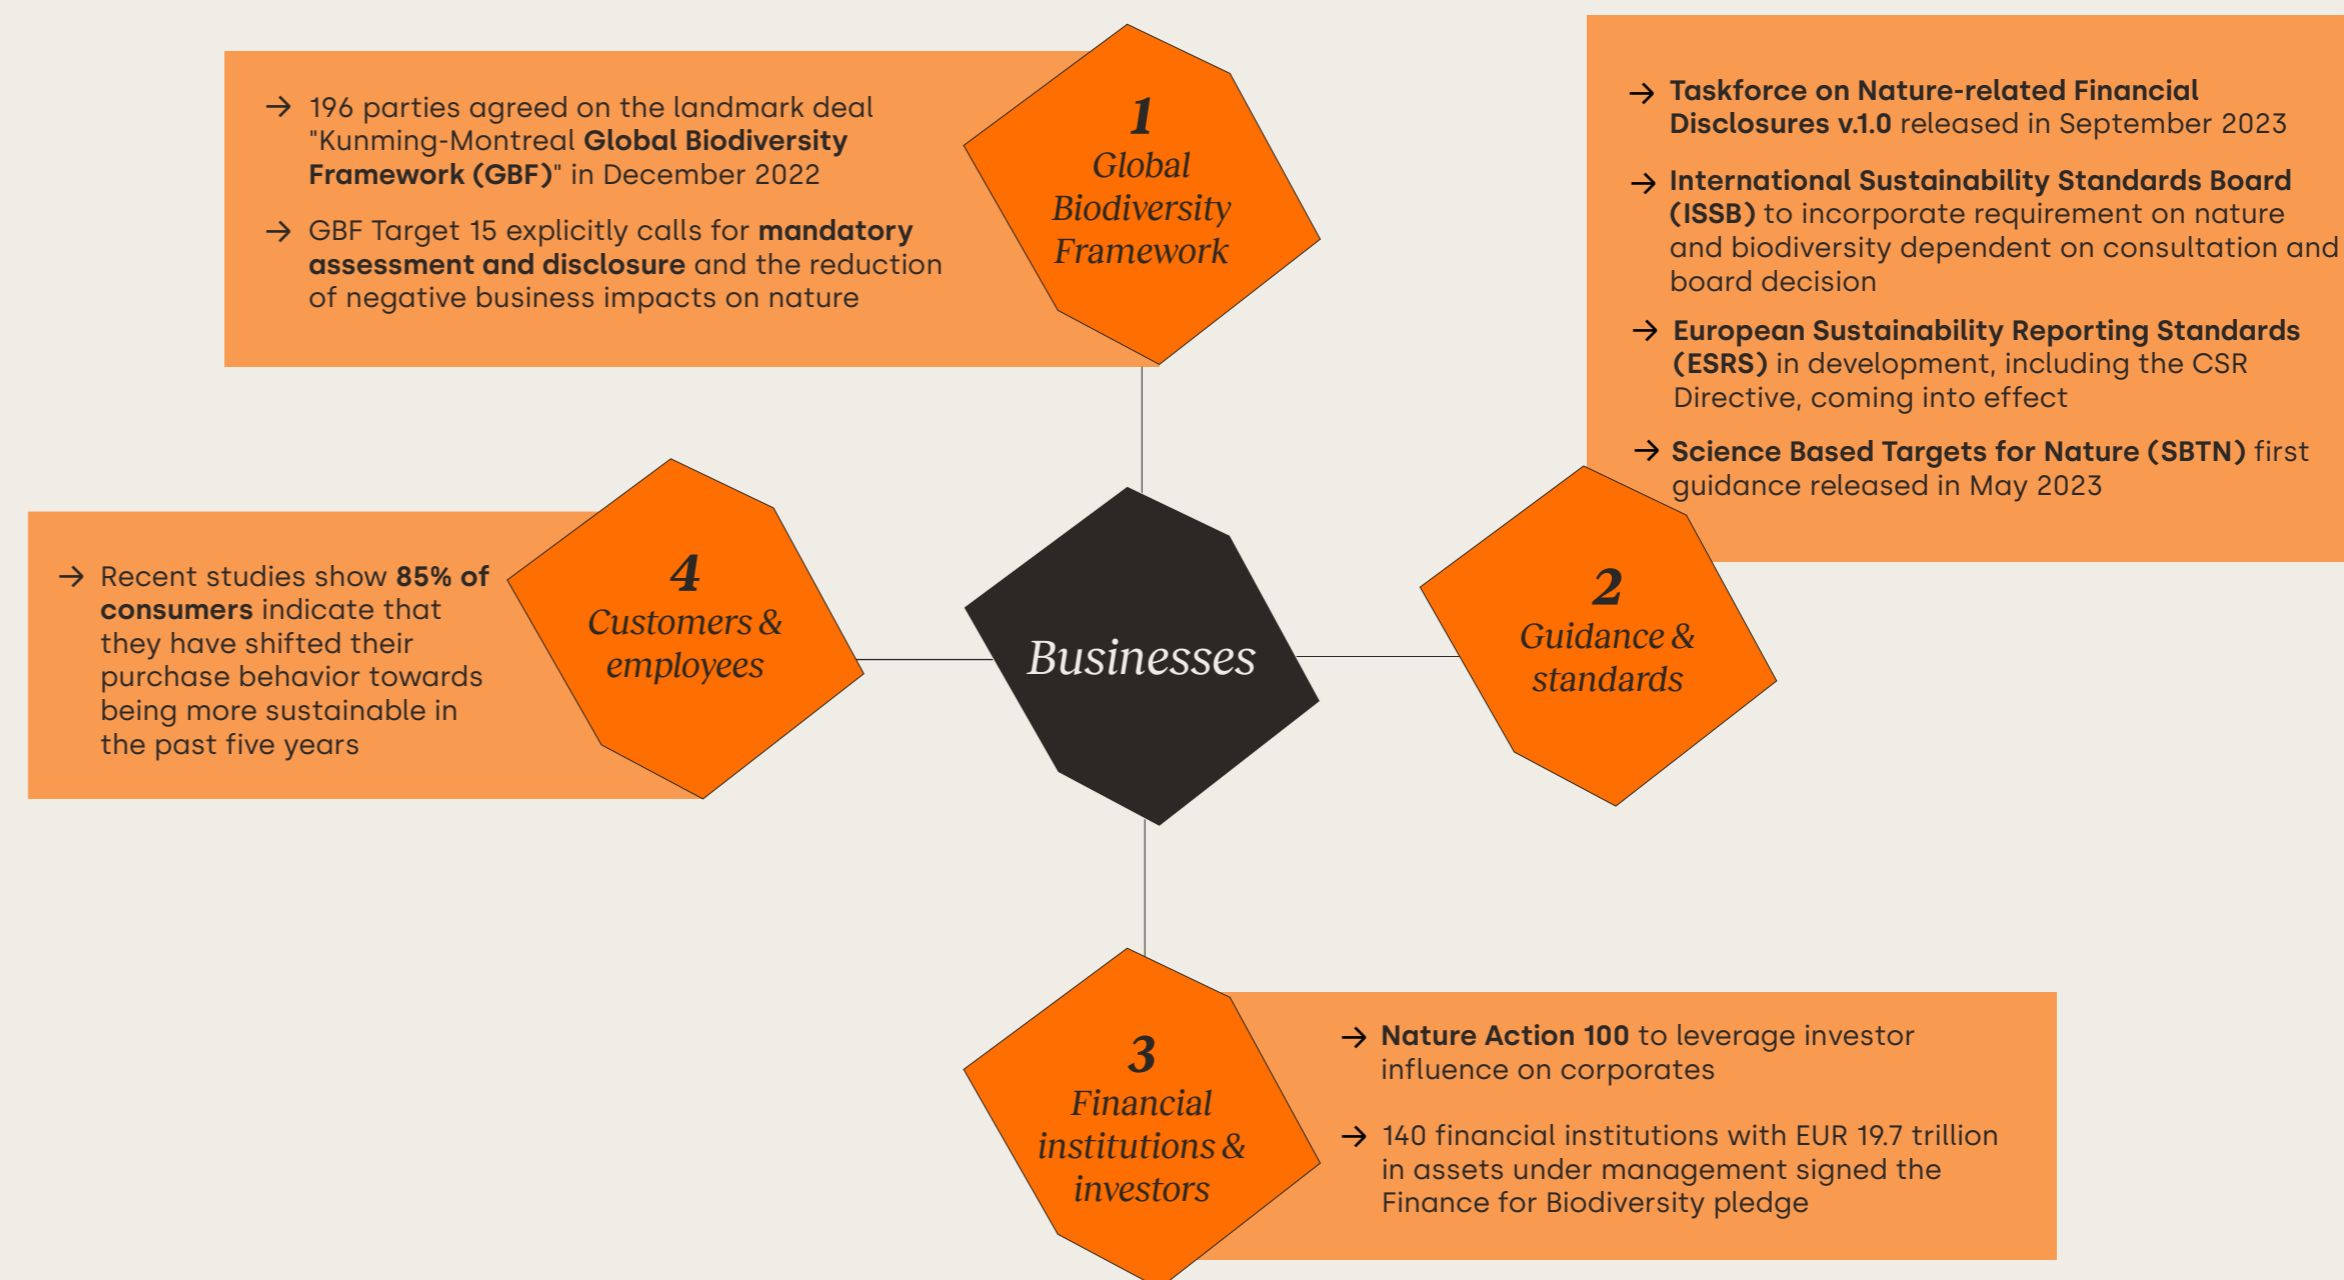 196 parties agreed on the landmark deal
"Kunming-Montreal Global Biodiversity
Framework (GBF)" in December 2022
GBF Target 15 explicitly calls for mandatory
assessment and disclosure and the reduction
of negative business impacts on nature
1
Global
Biodiversity
Framework
Taskforce on Nature-related Financial
Disclosures v.1.0 released in September 2023
International Sustainability Standards Board
(ISSB) to incorporate requirement on nature
and biodiversity dependent on consultation and
board decision
European Sustainability Reporting Standards
(ESRS) in development, including the CSR
Directive, coming into effect
Science Based Targets for Nature (SBTN) first
guidance released in May 2023
2
Guidance &
standards
Businesses
4
Customers &
employees
Recent studies show 85% of
consumers indicate that
they have shifted their
purchase behavior towards
being more sustainable in
the past five years
3
Financial
institutions &
investors
Nature Action 100 to leverage investor
influence on corporates
140 financial institutions with EUR 19.7 trillion
in assets under management signed the
Finance for Biodiversity pledge